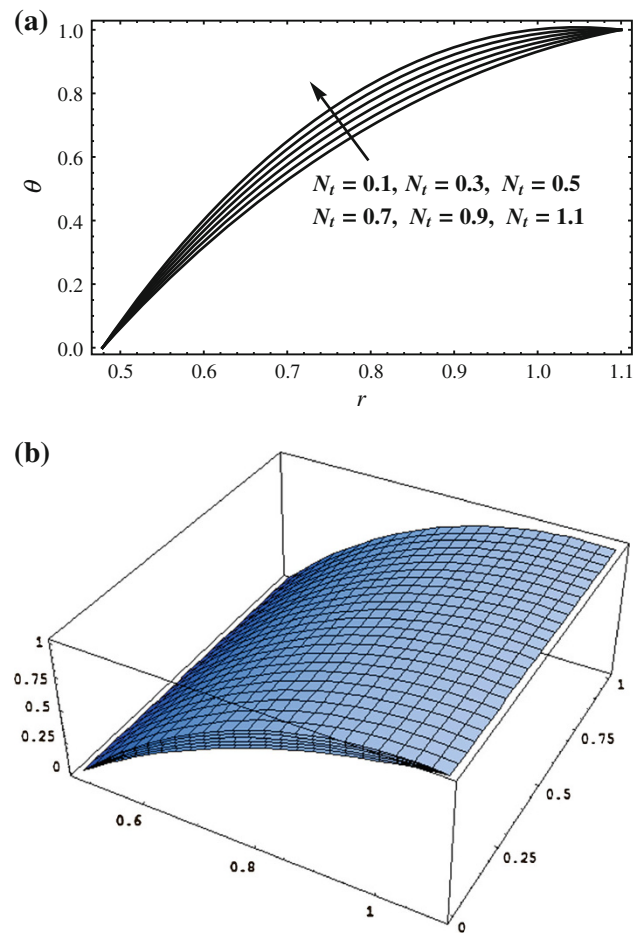 (a)
1.0
0.8
0.6
0.4
0.2
0.0
θ
N_t = 0.1, N_t = 0.3, N_t = 0.5
N_t = 0.7, N_t = 0.9, N_t = 1.1
0.5 0.6 0.7 0.8 0.9 1.0 1.1
r
(b)
1
0.75
0.5
0.25
0
0.6
0.8
1
0
0.25
0.5
0.75
1